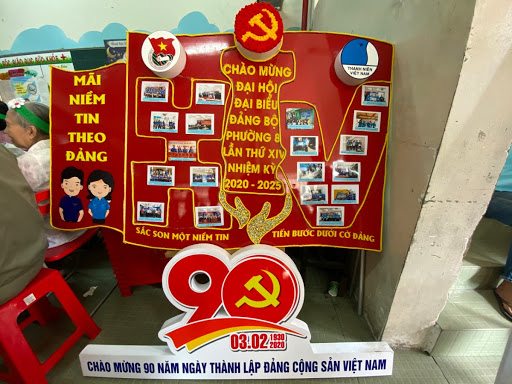 MÃI
NIỀM
TIN THEO
ĐẢNG
CHÀO MỪNG
ĐẠI HỘI
ĐẠI BIỂU
ĐẢNG BỘ
PHƯỜNG 8
LẦN THỨ XIV
NHIỆM KỲ
2020 - 2025
THANH NIÊN
VIỆT NAM
SẮC SON MỘT NIỀM TIN
TIẾN BƯỚC DƯỚI CỜ ĐẢNG
90
03.02
1930
2020
CHÀO MỪNG 90 NĂM NGÀY THÀNH LẬP ĐẢNG CỘNG SẢN VIỆT NAM